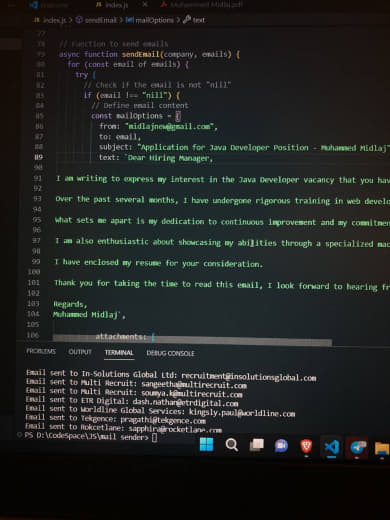 index.js
Muhammed Midlaj.pdf
JS index.js > sendEmail > mailOptions > text
77
78 // Function to send emails
79 async function sendEmail(company, emails) {
80 for (const email of emails) {
81 try {
82 // Check if the email is not "nill"
83 if (email !== "nill") {
84 // Define email content
85 const mailOptions = {
86 from: "midlajnew@gmail.com",
87 to: email,
88 subject: "Application for Java Developer Position - Muhammed Midlaj"
89 text: `Dear Hiring Manager,
90
91 I am writing to express my interest in the Java Developer vacancy that you hav
92
93 Over the past several months, I have undergone rigorous training in web develo
94
95 What sets me apart is my dedication to continuous improvement and my commitmen
96
97 I am also enthusiastic about showcasing my abilities through a specialized mac
98
99 I have enclosed my resume for your consideration.
100
101 Thank you for taking the time to read this email, I look forward to hearing fr
102
103 Regards,
104 Muhammed Midlaj`,
105
106 attachments: [
PROBLEMS OUTPUT TERMINAL DEBUG CONSOLE
Email sent to In-Solutions Global Ltd: recruitment@insolutionsglobal.com
Email sent to Multi Recruit: sangeetha@multirecruit.com
Email sent to Multi Recruit: soumya.k@multirecruit.com
Email sent to ETR Digital: dash.nathan@etrdigital.com
Email sent to Worldline Global Services: kingsly.paul@worldline.com
Email sent to Tekgence: pragathi@tekgence.com
Email sent to Rokcetlane: sapphira@rocketlane.com
PS D:\CodeSpace\JS\mail sender>